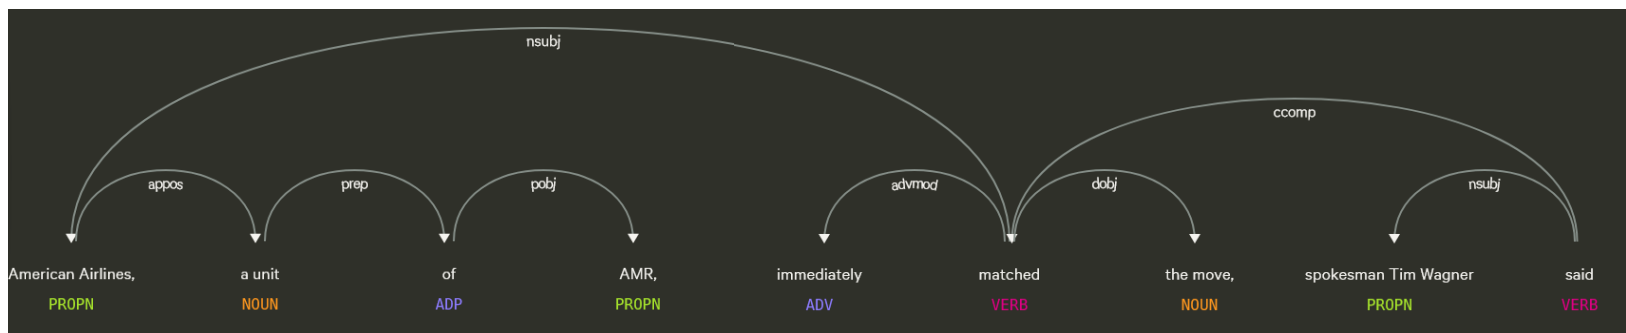 nsubj
ccomp
appos prep pobj advmod dobj nsubj
American Airlines, a unit of AMR, immediately matched the move, spokesman Tim Wagner said
PROPN NOUN ADP PROPN ADV VERB NOUN PROPN VERB